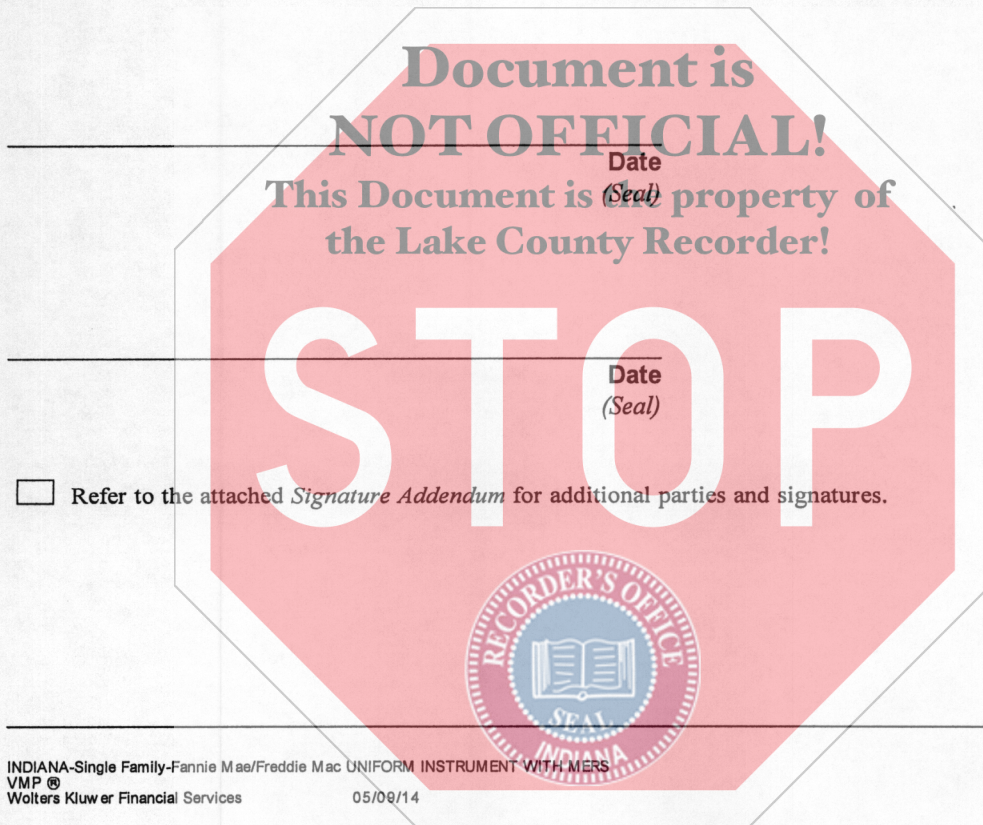 Document is
NOT OFFICIAL!
Date
(Seal)
This Document is the property of
the Lake County Recorder!
STOP
Date
(Seal)
Refer to the attached Signature Addendum for additional parties and signatures.
RECORDER'S OFFICE
SEAL
INDIANA
INDIANA-Single Family-Fannie Mae/Freddie Mac UNIFORM INSTRUMENT WITH MERS
VMP ®
Wolters Kluwer Financial Services 05/09/14